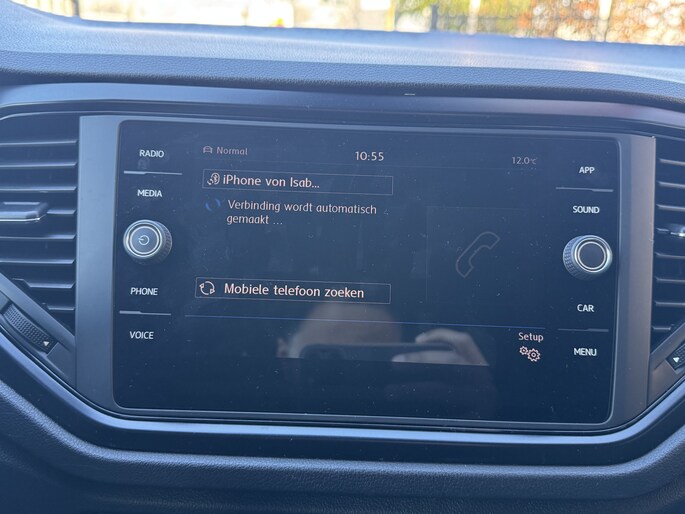 RADIO
Normal
10:55
12.0°C
APP
iPhone von Isab...
MEDIA
Verbinding wordt automatisch
gemaakt ...
SOUND
PHONE
Mobiele telefoon zoeken
CAR
VOICE
Setup
MENU